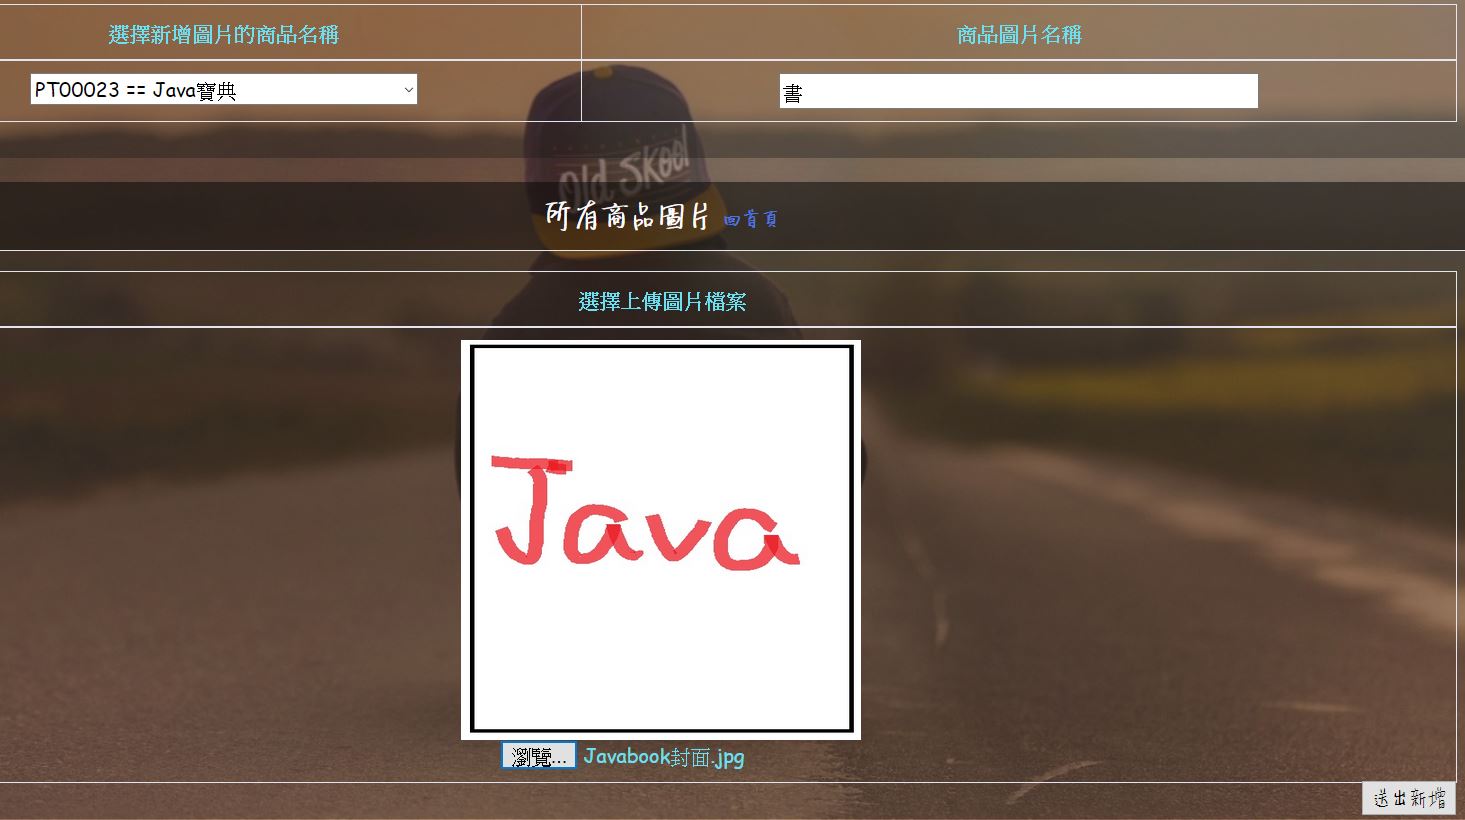 選擇新增圖片的商品名稱
商品圖片名稱
PT00023 == Java寶典
書
Old Skool
所有商品圖片 回首頁
選擇上傳圖片檔案
Java
瀏覽... Javabook封面.jpg
送出新增